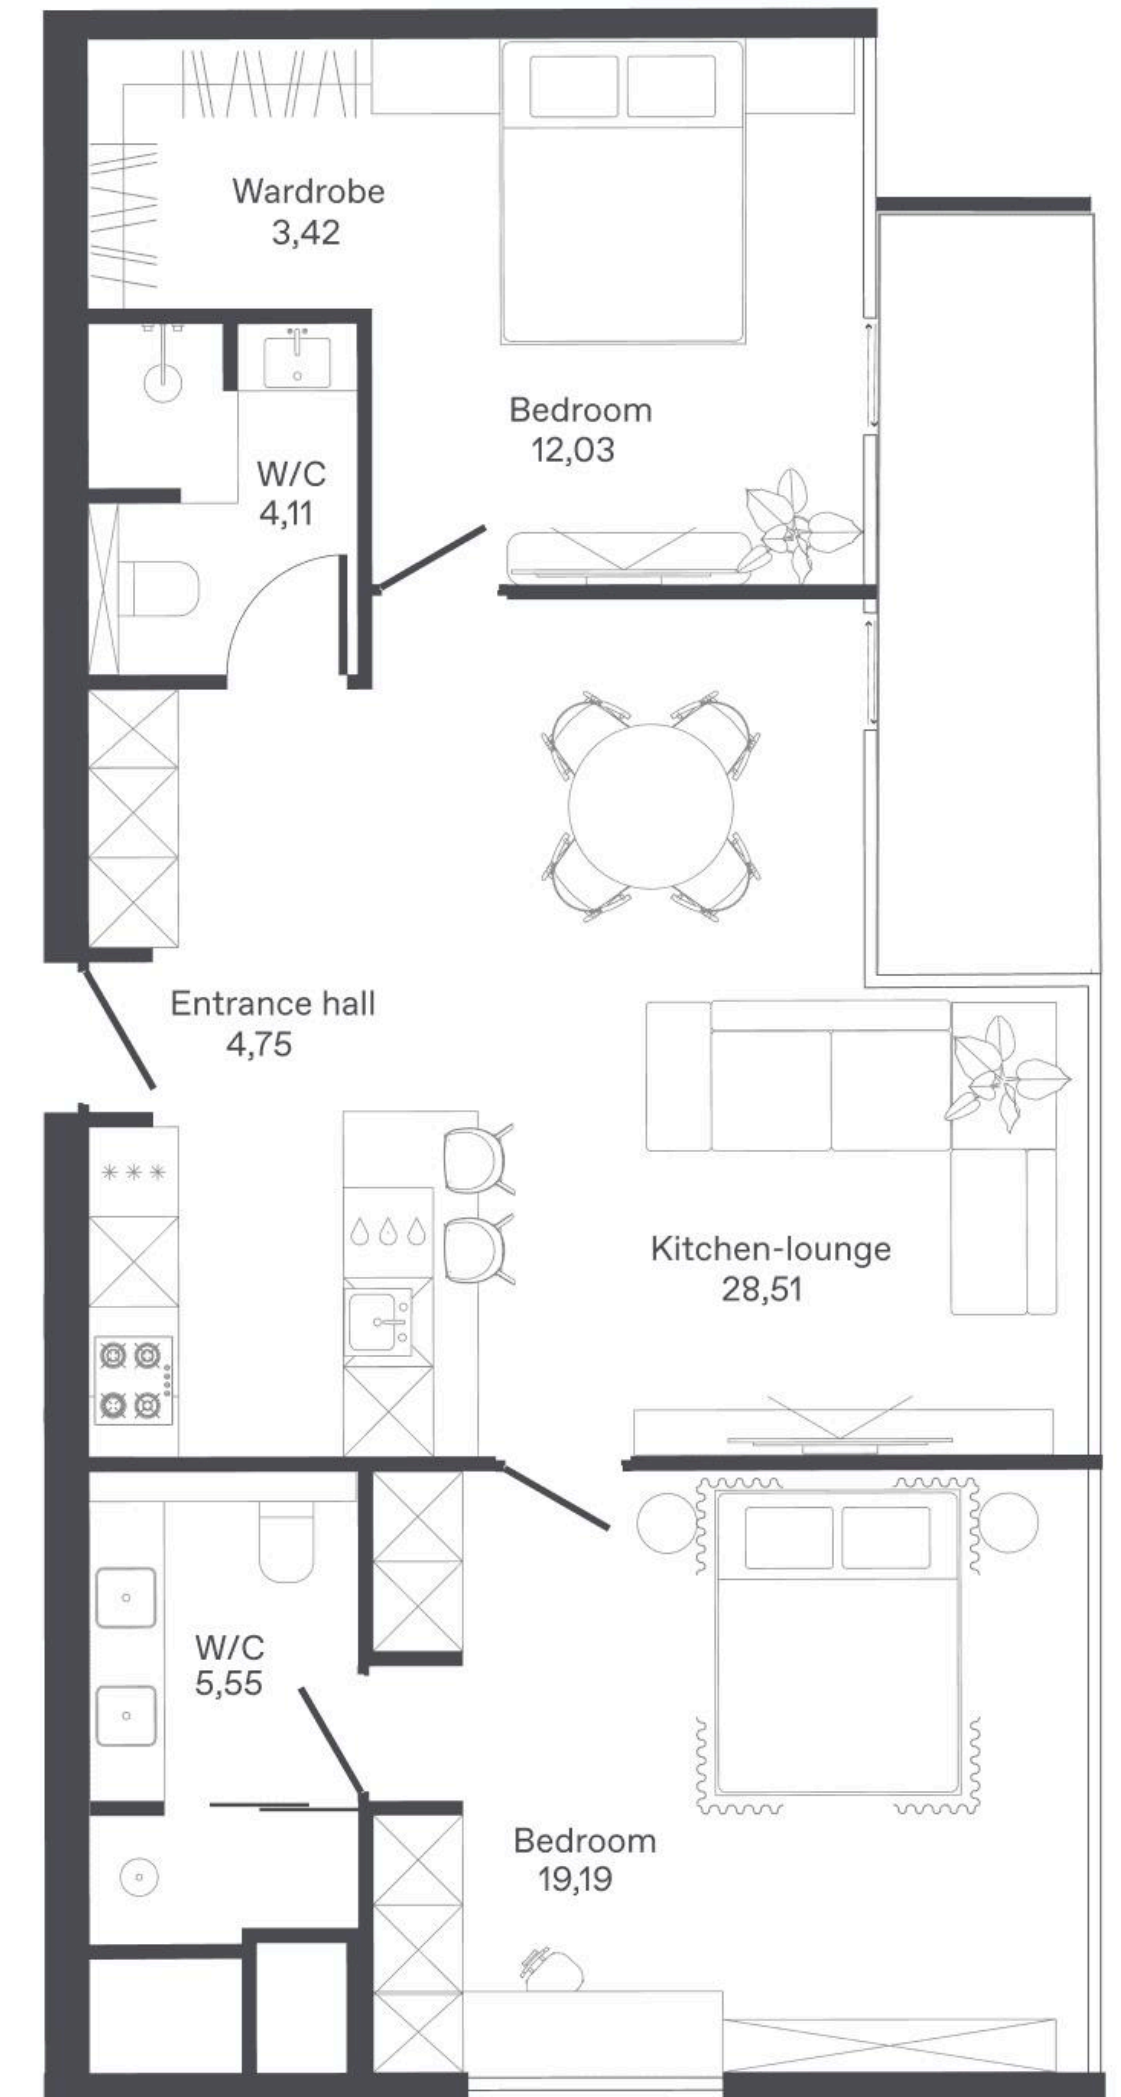 Wardrobe
3,42
Bedroom
12,03
W/C
4,11
Entrance hall
4,75
Kitchen-lounge
28,51
W/C
5,55
Bedroom
19,19